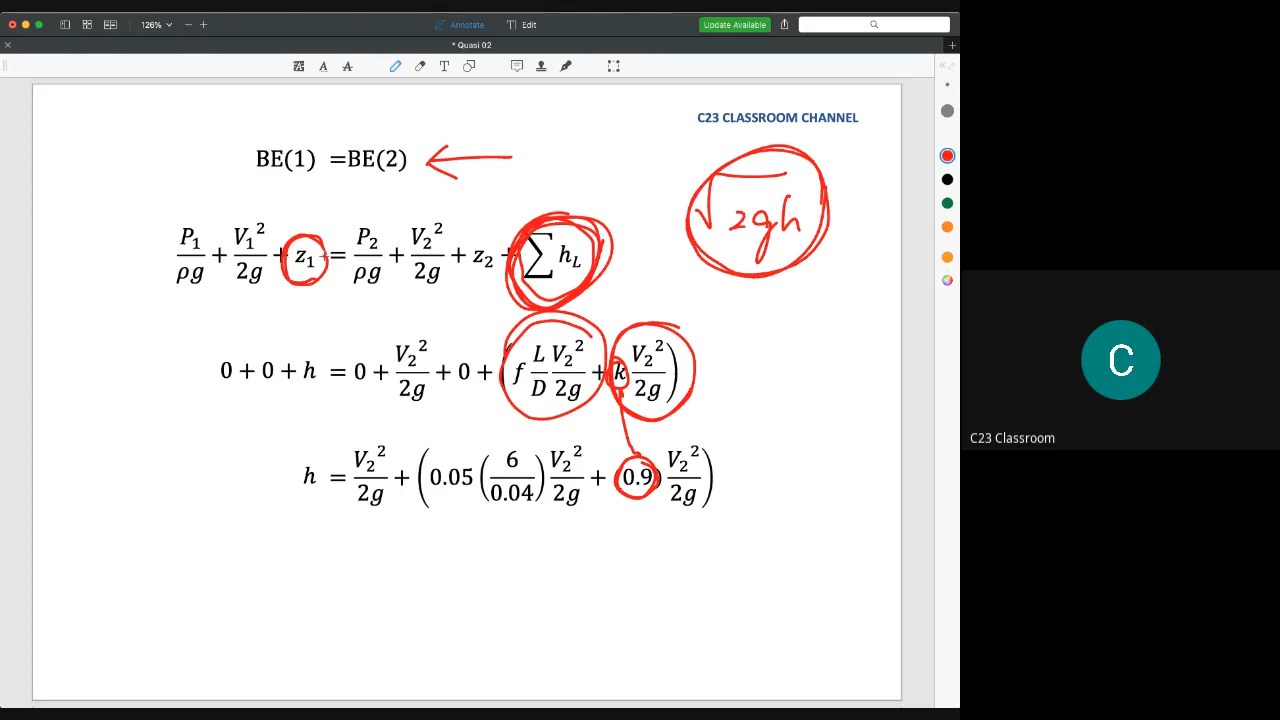 126%
Annotate
T Edit
Update Available
* Quasi 02
C23 CLASSROOM CHANNEL
BE(1) =BE(2)
√2gh
P₁/ρg + V₁²/2g + z₁ = P₂/ρg + V₂²/2g + z₂ + ∑h_L
0 + 0 + h = 0 + V₂²/2g + 0 + (f L/D V₂²/2g + k V₂²/2g)
h = V₂²/2g + (0.05 (6/0.04) V₂²/2g + 0.9) V₂²/2g)
C
C23 Classroom